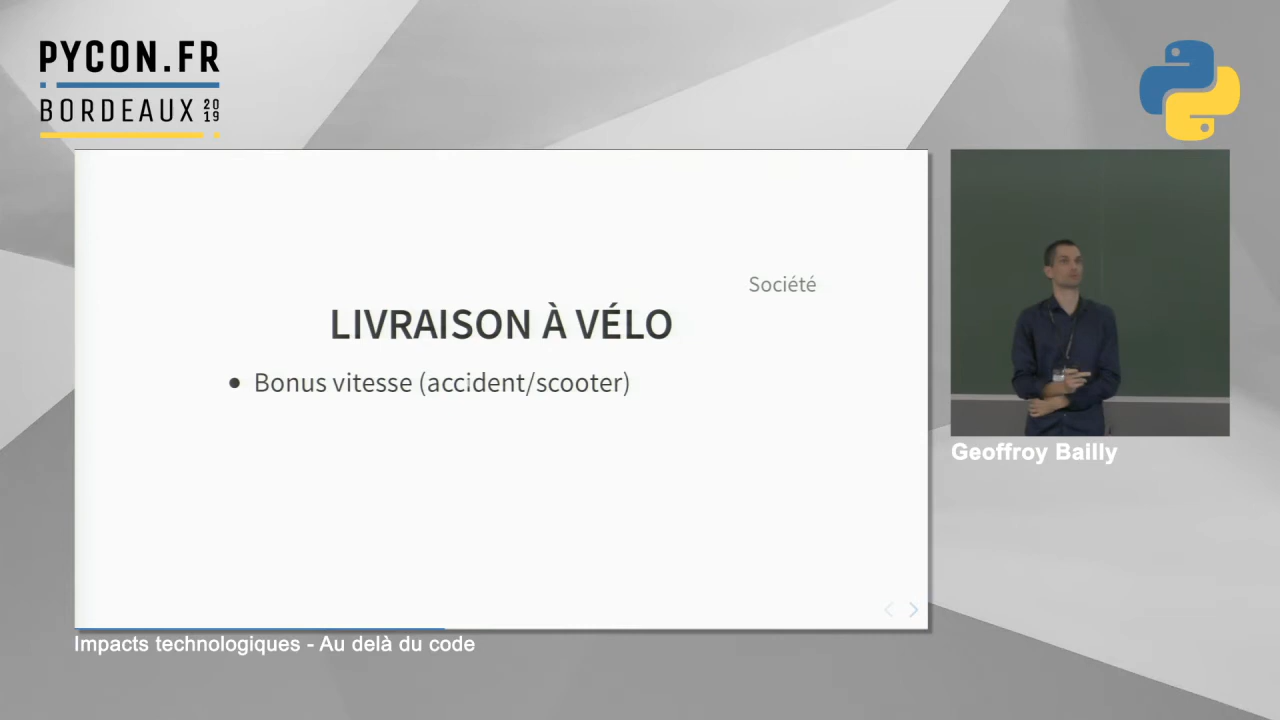 PYCON.FR
BORDEAUX 2019
Société
LIVRAISON À VÉLO
• Bonus vitesse (accident/scooter)
Geoffroy Bailly
Impacts technologiques - Au delà du code